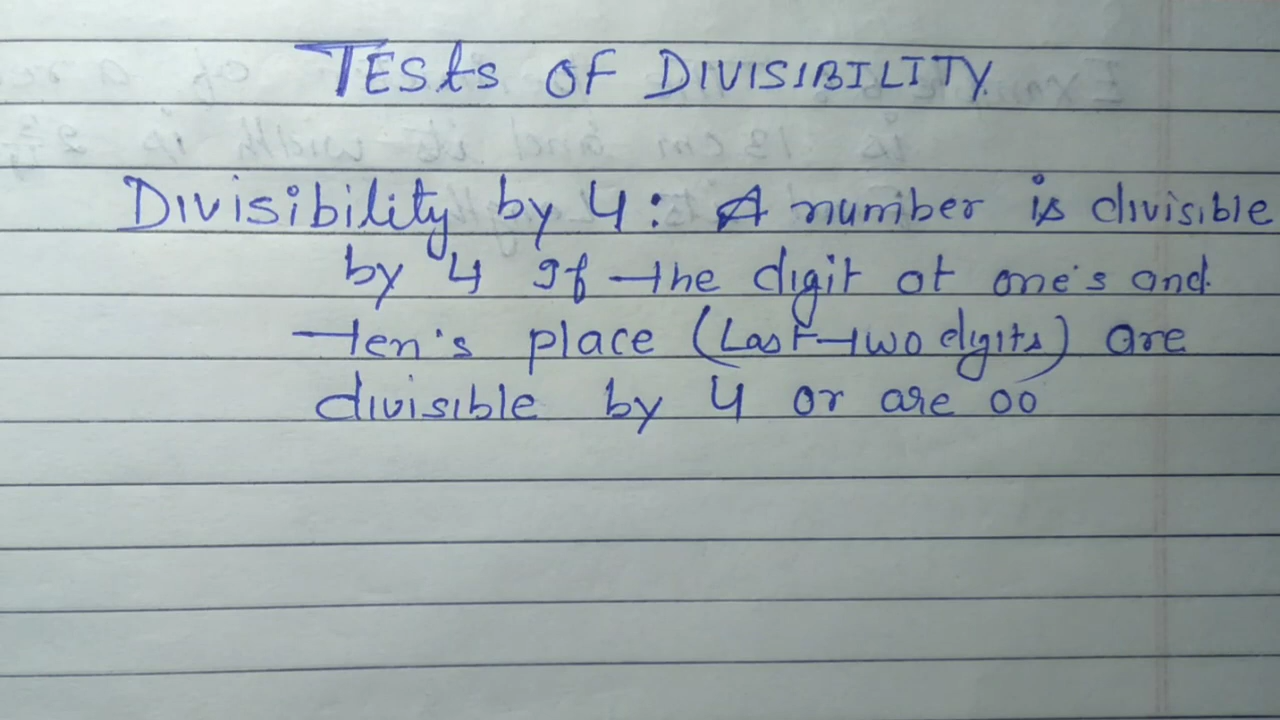 TESts OF DIVISIBILITY
Divisibility by 4: A number is divisible
by 4 If the digit at one's and
ten's place (Last two digits) are
divisible by 4 or are 00